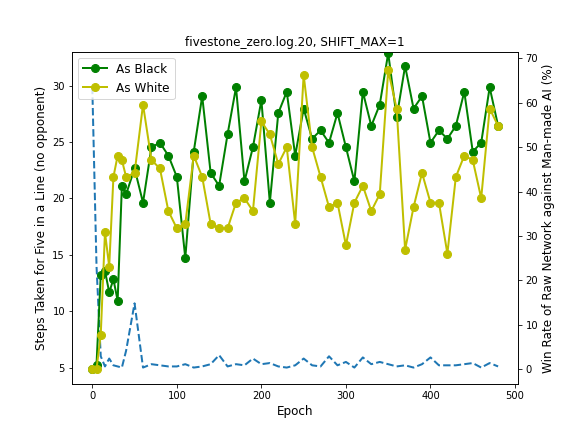 fivestone_zero.log.20, SHIFT_MAX=1
As Black
As White
Steps Taken for Five in a Line (no opponent)
30
25
20
15
10
5
Win Rate of Raw Network against Man-made AI (%)
70
60
50
40
30
20
10
0
0 100 200 300 400 500
Epoch